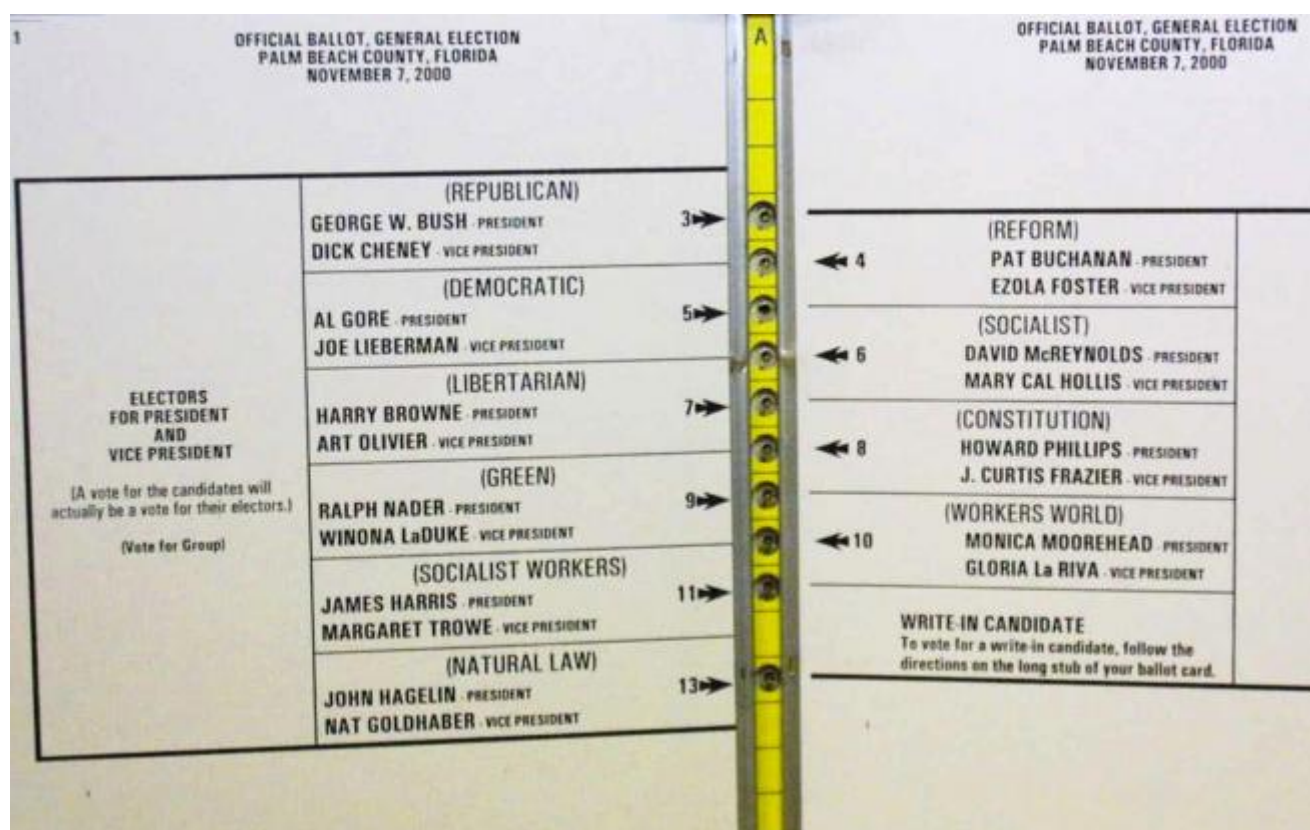 1
OFFICIAL BALLOT, GENERAL ELECTION
PALM BEACH COUNTY, FLORIDA
NOVEMBER 7, 2000
ELECTORS
FOR PRESIDENT
AND
VICE PRESIDENT
(A vote for the candidates will
actually be a vote for their electors.)
(Vote for Group)
(REPUBLICAN)
GEORGE W. BUSH - PRESIDENT 3
DICK CHENEY - VICE PRESIDENT
(DEMOCRATIC)
AL GORE - PRESIDENT 5
JOE LIEBERMAN - VICE PRESIDENT
(LIBERTARIAN)
HARRY BROWNE - PRESIDENT 7
ART OLIVIER - VICE PRESIDENT
(GREEN)
RALPH NADER - PRESIDENT 9
WINONA LaDUKE - VICE PRESIDENT
(SOCIALIST WORKERS)
JAMES HARRIS - PRESIDENT 11
MARGARET TROWE - VICE PRESIDENT
(NATURAL LAW)
JOHN HAGELIN - PRESIDENT 13
NAT GOLDHABER - VICE PRESIDENT
A
OFFICIAL BALLOT, GENERAL ELECTION
PALM BEACH COUNTY, FLORIDA
NOVEMBER 7, 2000
(REFORM)
4 PAT BUCHANAN - PRESIDENT
EZOLA FOSTER - VICE PRESIDENT
(SOCIALIST)
6 DAVID McREYNOLDS - PRESIDENT
MARY CAL HOLLIS - VICE PRESIDENT
(CONSTITUTION)
8 HOWARD PHILLIPS - PRESIDENT
J. CURTIS FRAZIER - VICE PRESIDENT
(WORKERS WORLD)
10 MONICA MOOREHEAD - PRESIDENT
GLORIA La RIVA - VICE PRESIDENT
WRITE-IN CANDIDATE
To vote for a write-in candidate, follow the
directions on the long stub of your ballot card.